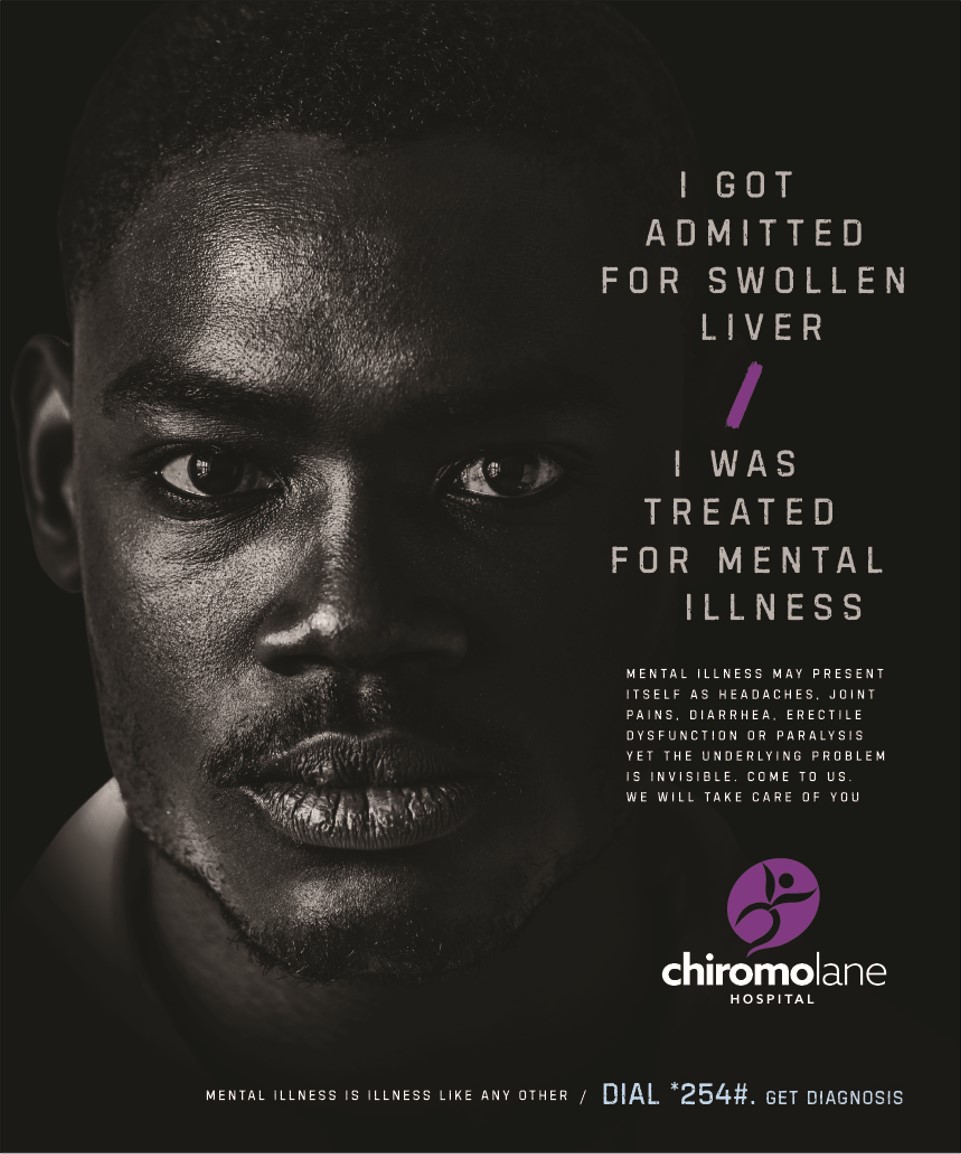 I GOT
ADMITTED
FOR SWOLLEN
LIVER
/
I WAS
TREATED
FOR MENTAL
ILLNESS
MENTAL ILLNESS MAY PRESENT
ITSELF AS HEADACHES, JOINT
PAINS, DIARRHEA, ERECTILE
DYSFUNCTION OR PARALYSIS
YET THE UNDERLYING PROBLEM
IS INVISIBLE. COME TO US.
WE WILL TAKE CARE OF YOU
chiromolane
HOSPITAL
MENTAL ILLNESS IS ILLNESS LIKE ANY OTHER / DIAL *254#. GET DIAGNOSIS